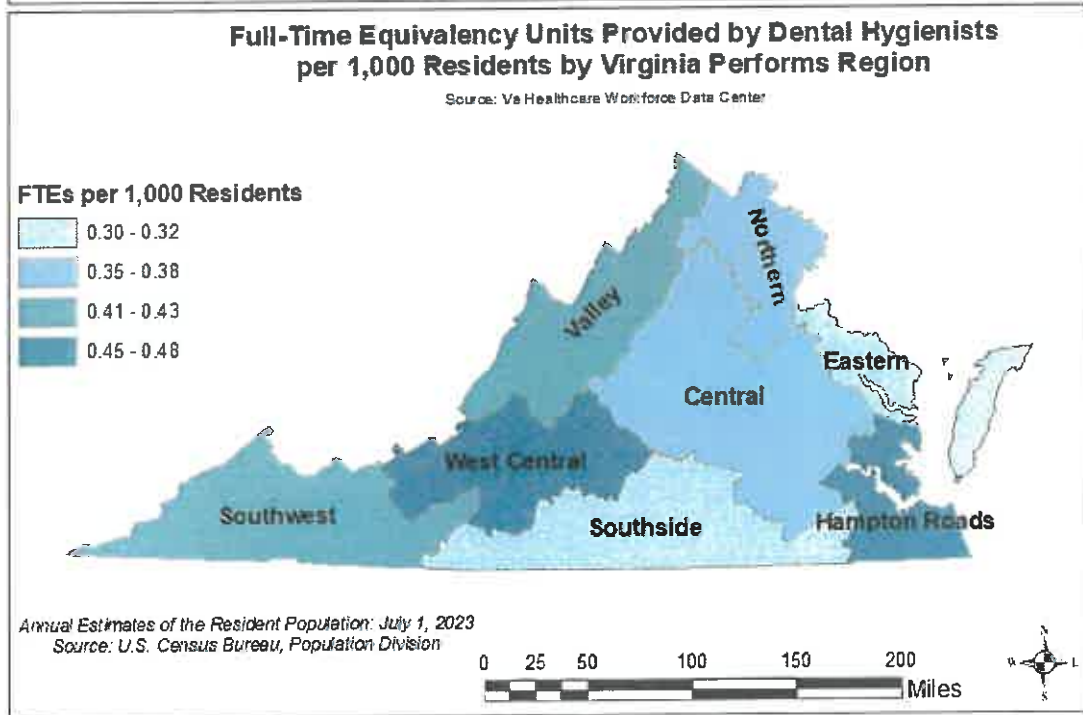 Full-Time Equivalency Units Provided by Dental Hygienists
per 1,000 Residents by Virginia Performs Region
Source: Va Healthcare Workforce Data Center
FTEs per 1,000 Residents
0.30 - 0.32
0.35 - 0.38
0.41 - 0.43
0.45 - 0.48
Northern
Valley
Eastern
Central
West Central
Southwest
Southside
Hampton Roads
Annual Estimates of the Resident Population: July 1, 2023
Source: U.S. Census Bureau, Population Division
0 25 50 100 150 200
Miles
N
W
S